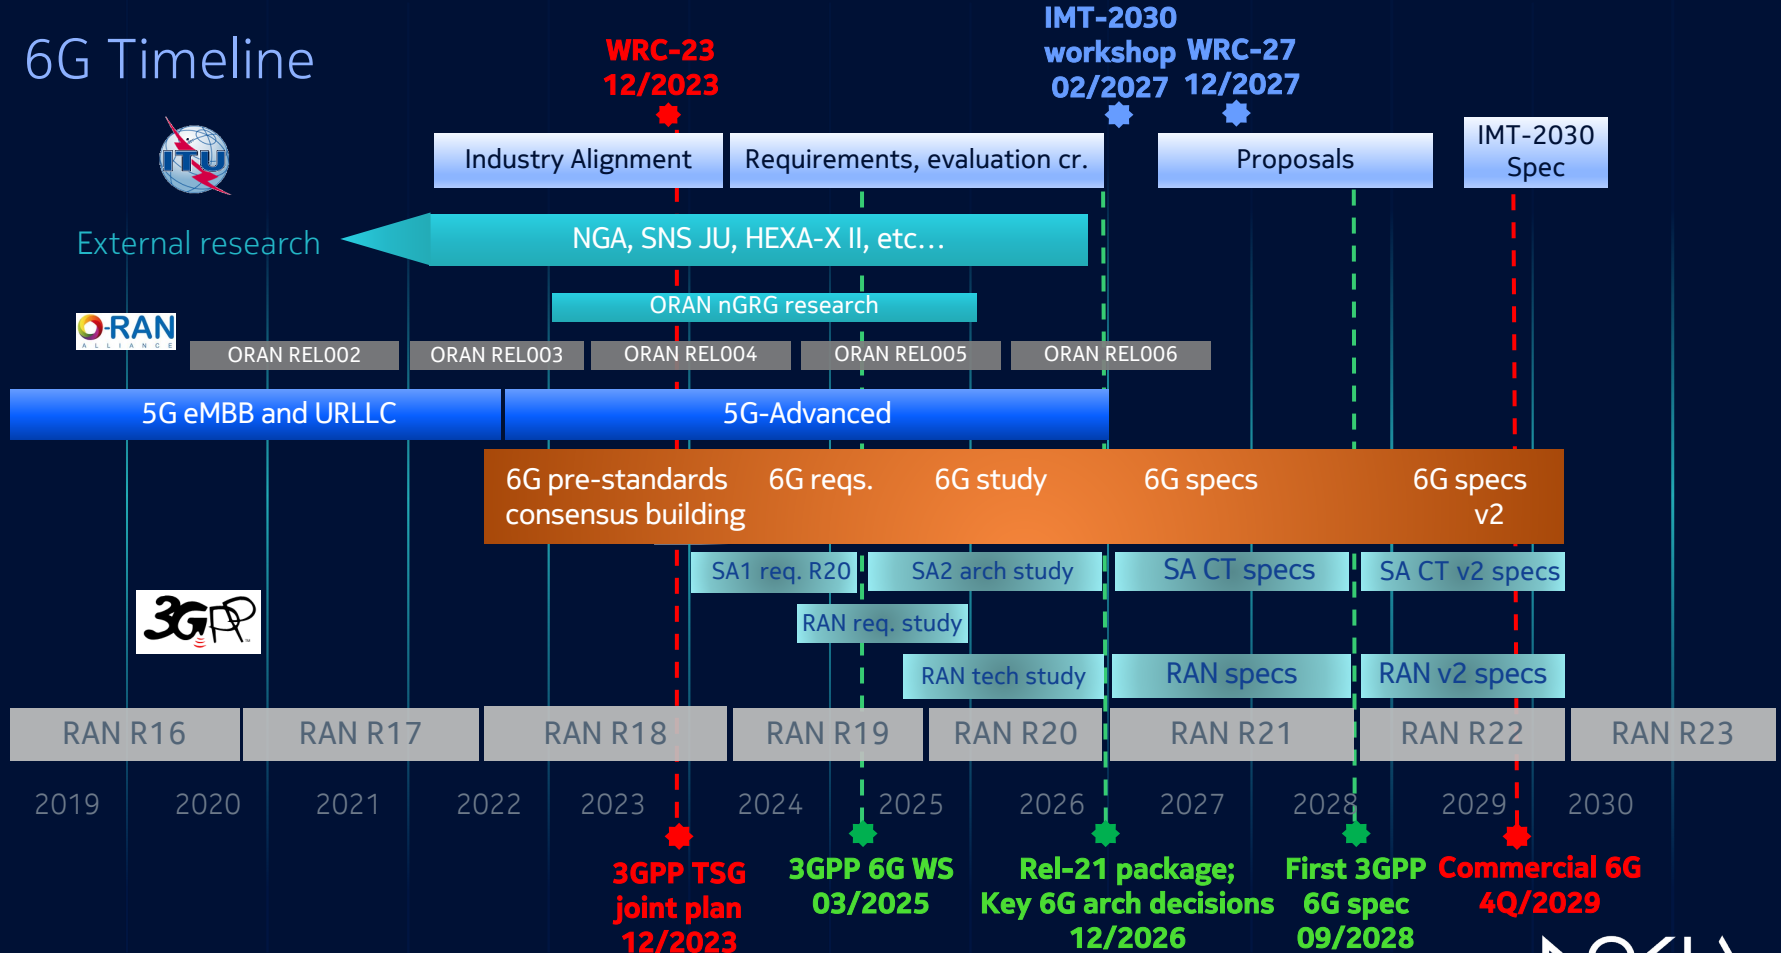 6G Timeline
WRC-23
12/2023
IMT-2030
workshop
02/2027
WRC-27
12/2027
ITU
Industry Alignment
Requirements, evaluation cr.
Proposals
IMT-2030
Spec
External research
NGA, SNS JU, HEXA-X II, etc...
ORAN nGRG research
O-RAN
ALLIANCE
ORAN REL002
ORAN REL003
ORAN REL004
ORAN REL005
ORAN REL006
5G eMBB and URLLC
5G-Advanced
6G pre-standards
consensus building
6G reqs.
6G study
6G specs
6G specs
v2
SA1 req. R20
SA2 arch study
SA CT specs
SA CT v2 specs
3GPP
RAN req. study
RAN tech study
RAN specs
RAN v2 specs
RAN R16
RAN R17
RAN R18
RAN R19
RAN R20
RAN R21
RAN R22
RAN R23
2019
2020
2021
2022
2023
2024
2025
2026
2027
2028
2029
2030
3GPP TSG
joint plan
12/2023
3GPP 6G WS
03/2025
Rel-21 package;
Key 6G arch decisions
12/2026
First 3GPP
6G spec
09/2028
Commercial 6G
4Q/2029